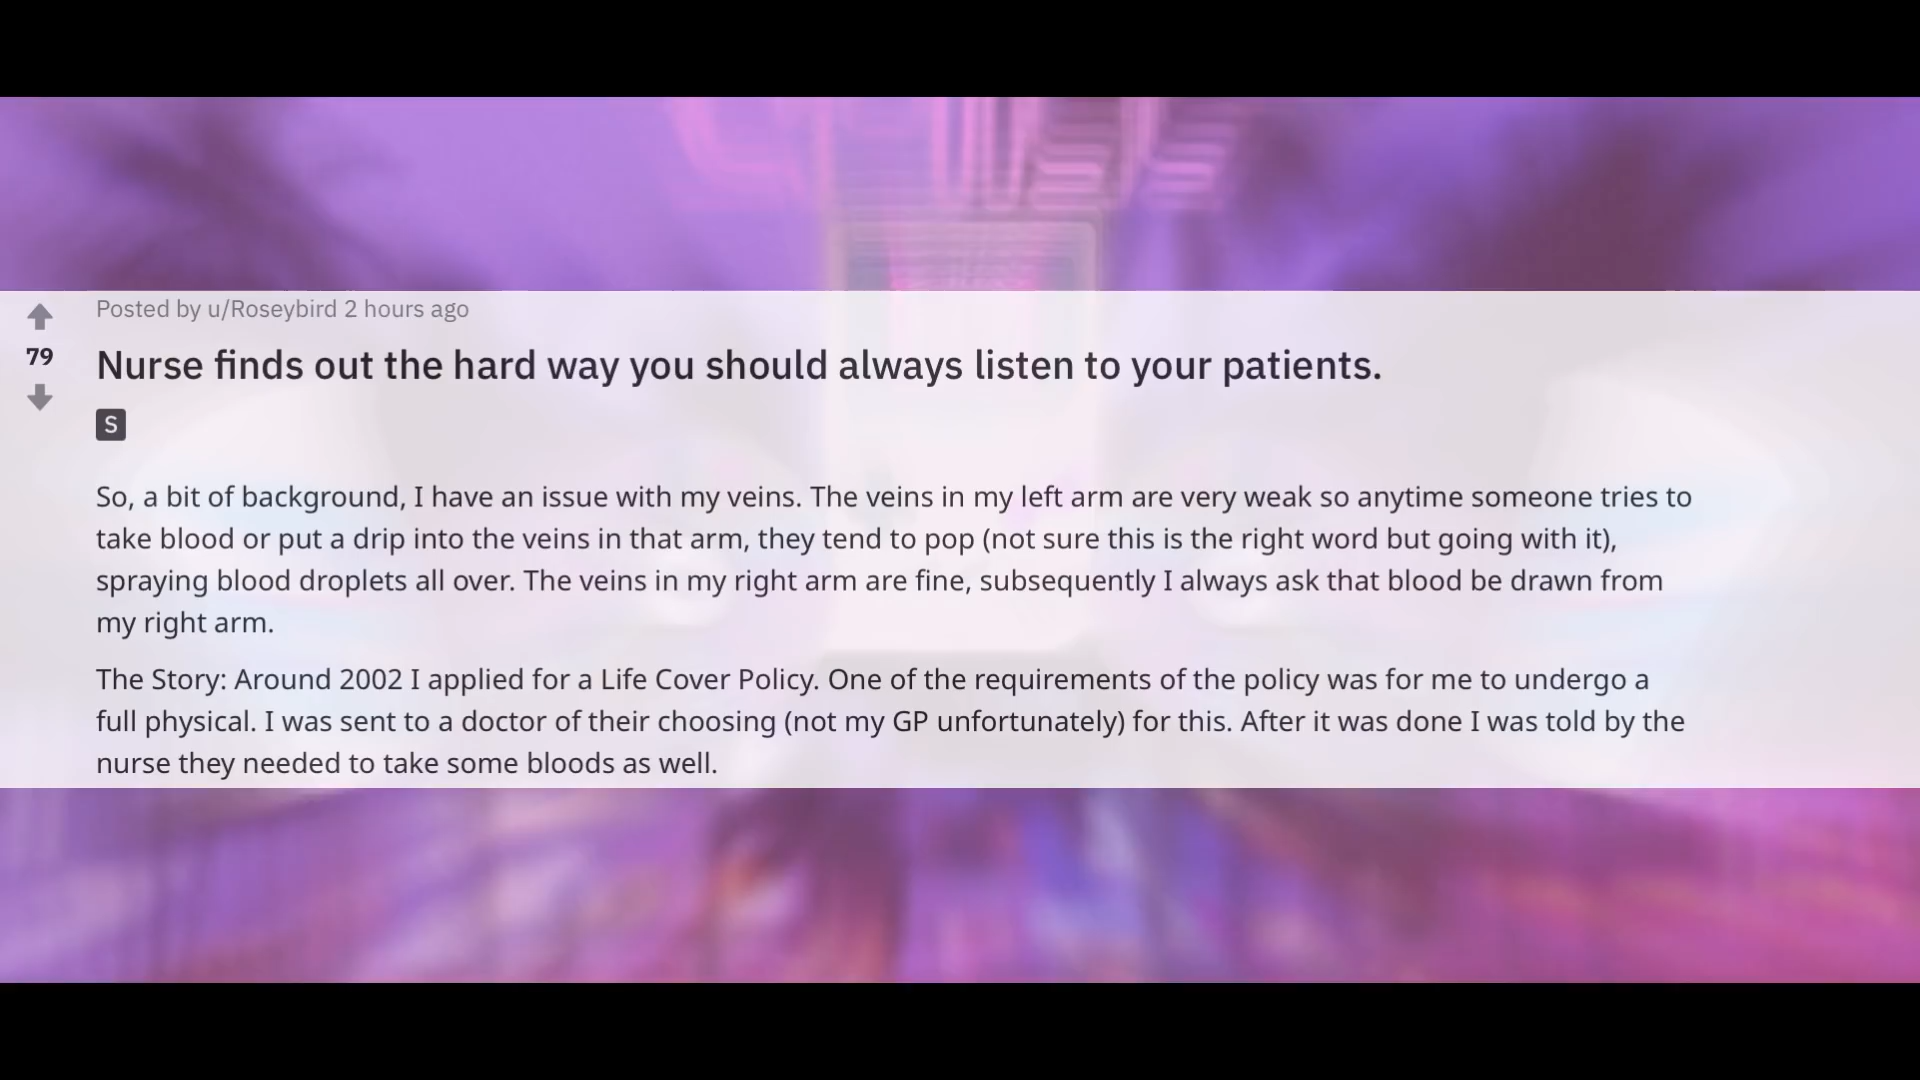 Posted by u/Roseybird 2 hours ago
79
Nurse finds out the hard way you should always listen to your patients.
S
So, a bit of background, I have an issue with my veins. The veins in my left arm are very weak so anytime someone tries to
take blood or put a drip into the veins in that arm, they tend to pop (not sure this is the right word but going with it),
spraying blood droplets all over. The veins in my right arm are fine, subsequently I always ask that blood be drawn from
my right arm.
The Story: Around 2002 I applied for a Life Cover Policy. One of the requirements of the policy was for me to undergo a
full physical. I was sent to a doctor of their choosing (not my GP unfortunately) for this. After it was done I was told by the
nurse they needed to take some bloods as well.